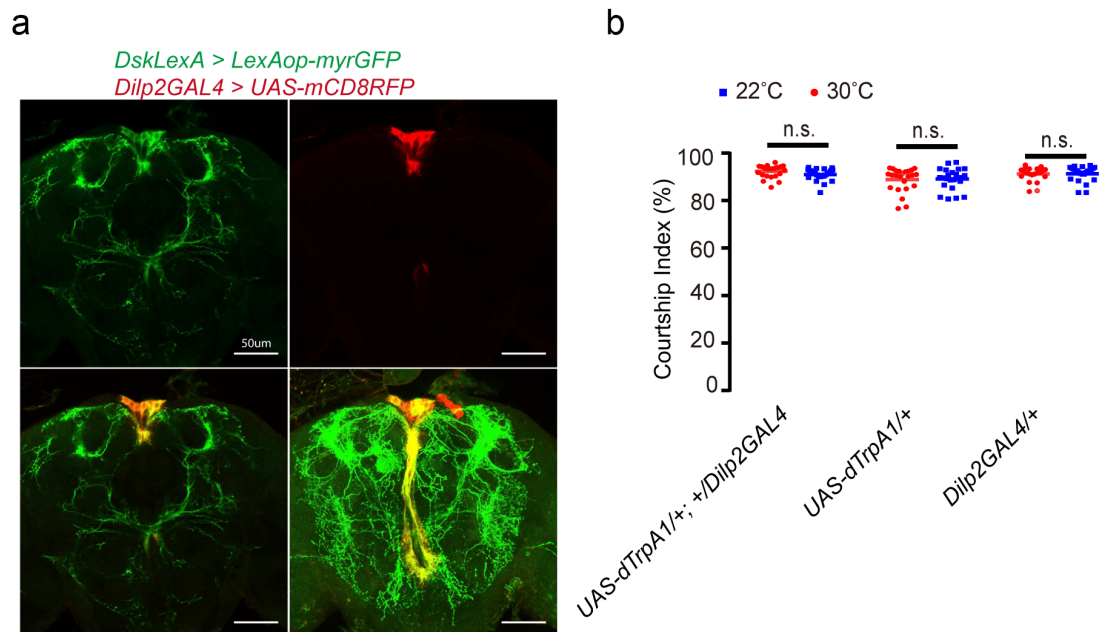 a
DskLexA > LexAop-myrGFP
Dilp2GAL4 > UAS-mCD8RFP
50um
b
22°C 30°C
n.s. n.s. n.s.
Courtship Index (%)
100
80
60
40
20
0
UAS-dTrpA1/+; +/Dilp2GAL4
UAS-dTrpA1/+
Dilp2GAL4/+